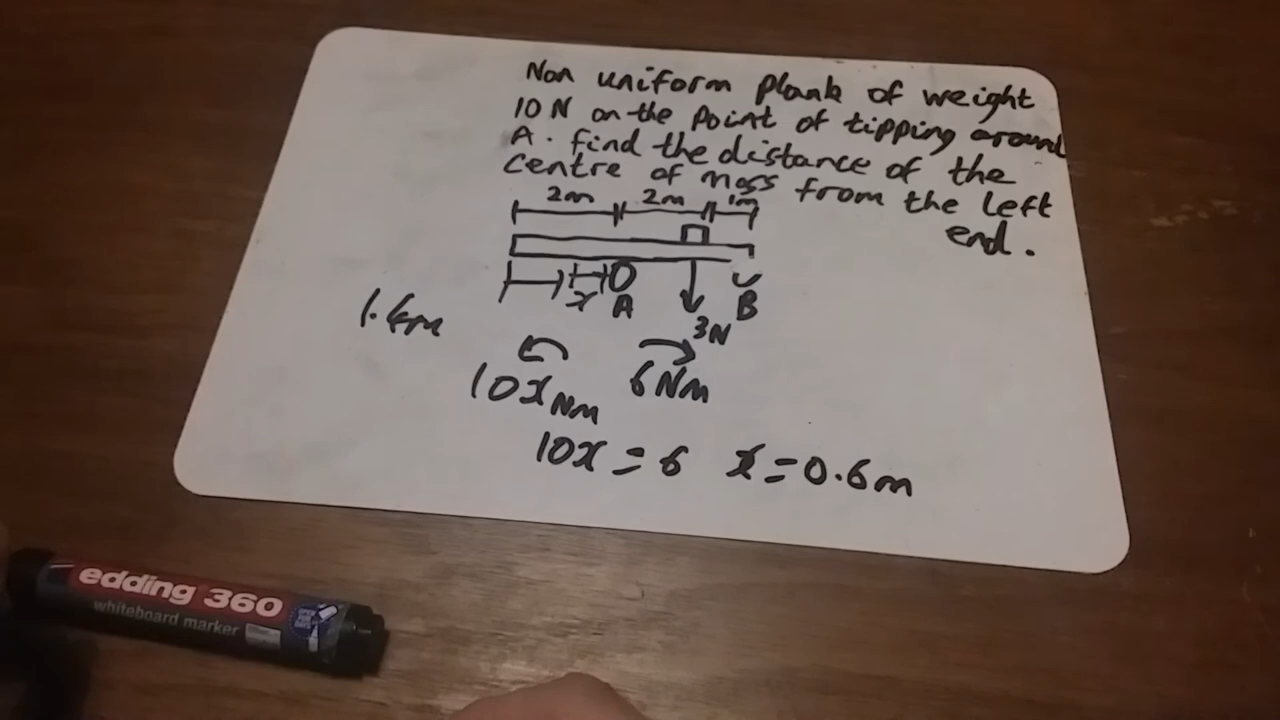 Non uniform plank of weight
10 N on the point of tipping around
A. find the distance of the
centre of mass from the left
end.
2m 2m 1m
x A B
3N
1.4m
10x Nm 6Nm
10x = 6 x = 0.6m
edding 360
whiteboard marker